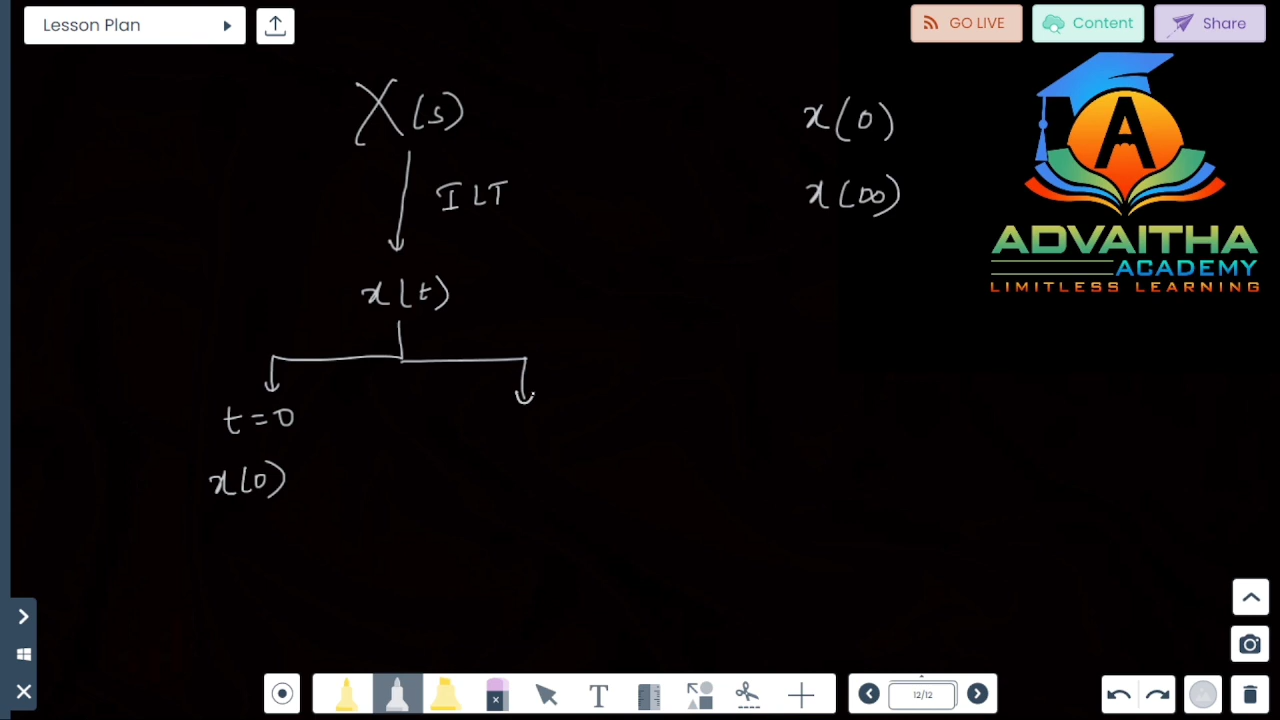 Lesson Plan
GO LIVE
Content
Share
X(s)
ILT
x(t)
t=0
x(0)
x(0)
x(∞)
A
ADVAITHA
ACADEMY
LIMITLESS LEARNING
T
12/12